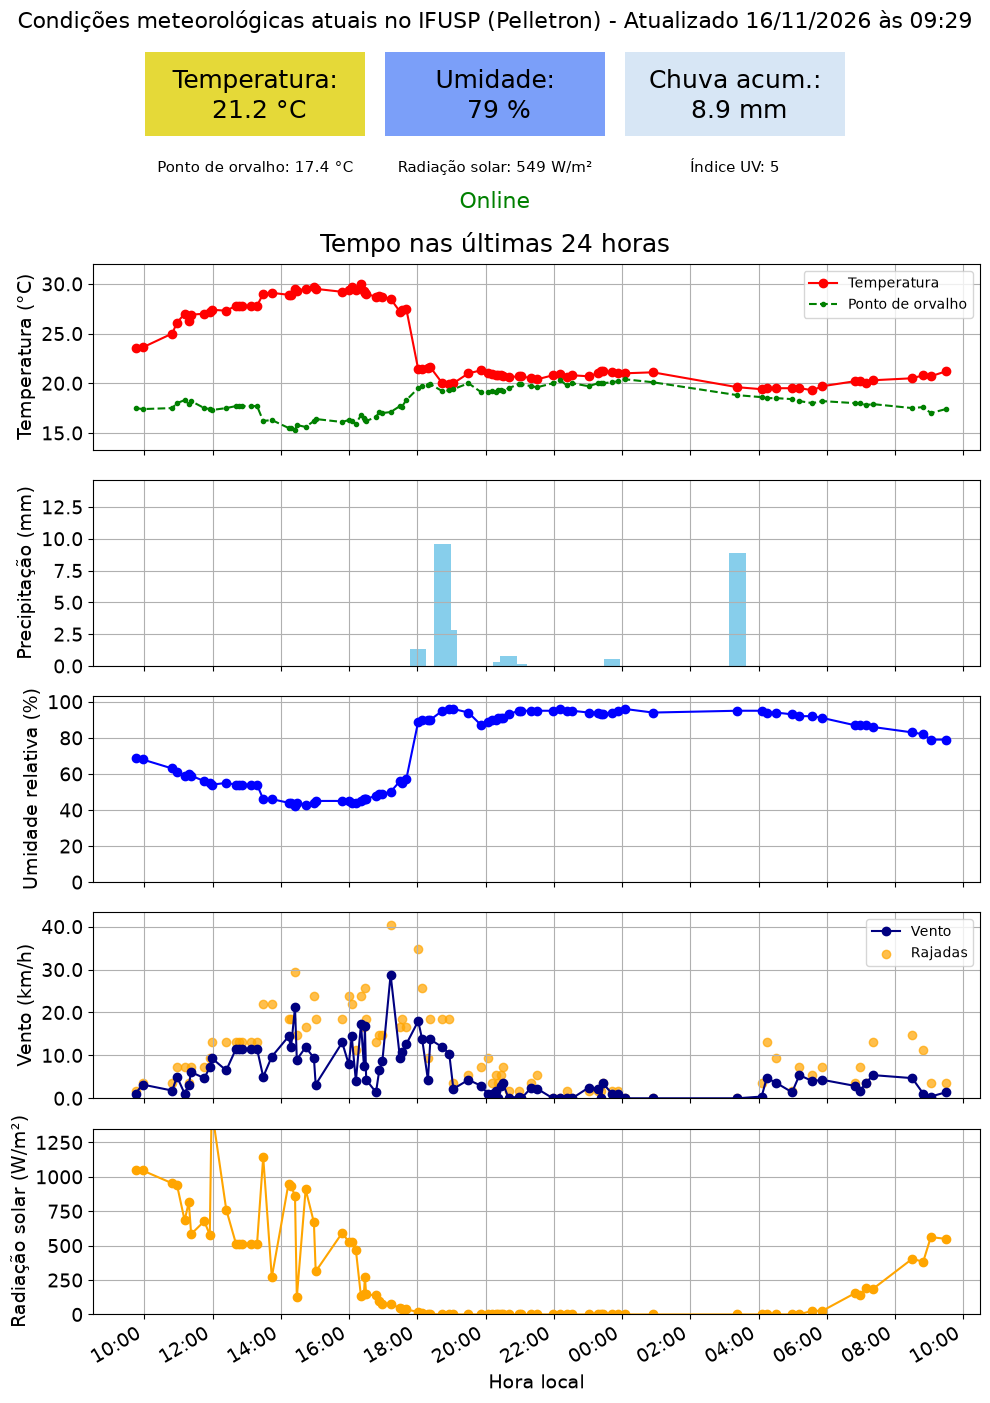 Condições meteorológicas atuais no IFUSP (Pelletron) - Atualizado 16/11/2026 às 09:29
Temperatura:
21.2 °C
Umidade:
79 %
Chuva acum.:
8.9 mm
Ponto de orvalho: 17.4 °C
Radiação solar: 549 W/m²
Índice UV: 5
Online
Tempo nas últimas 24 horas
Temperatura (°C)
30.0
25.0
20.0
15.0
Temperatura
Ponto de orvalho
Precipitação (mm)
12.5
10.0
7.5
5.0
2.5
0.0
Umidade relativa (%)
100
80
60
40
20
0
Vento (km/h)
40.0
30.0
20.0
10.0
0.0
Vento
Rajadas
Radiação solar (W/m²)
1250
1000
750
500
250
0
10:00
12:00
14:00
16:00
18:00
20:00
22:00
00:00
02:00
04:00
06:00
08:00
10:00
Hora local